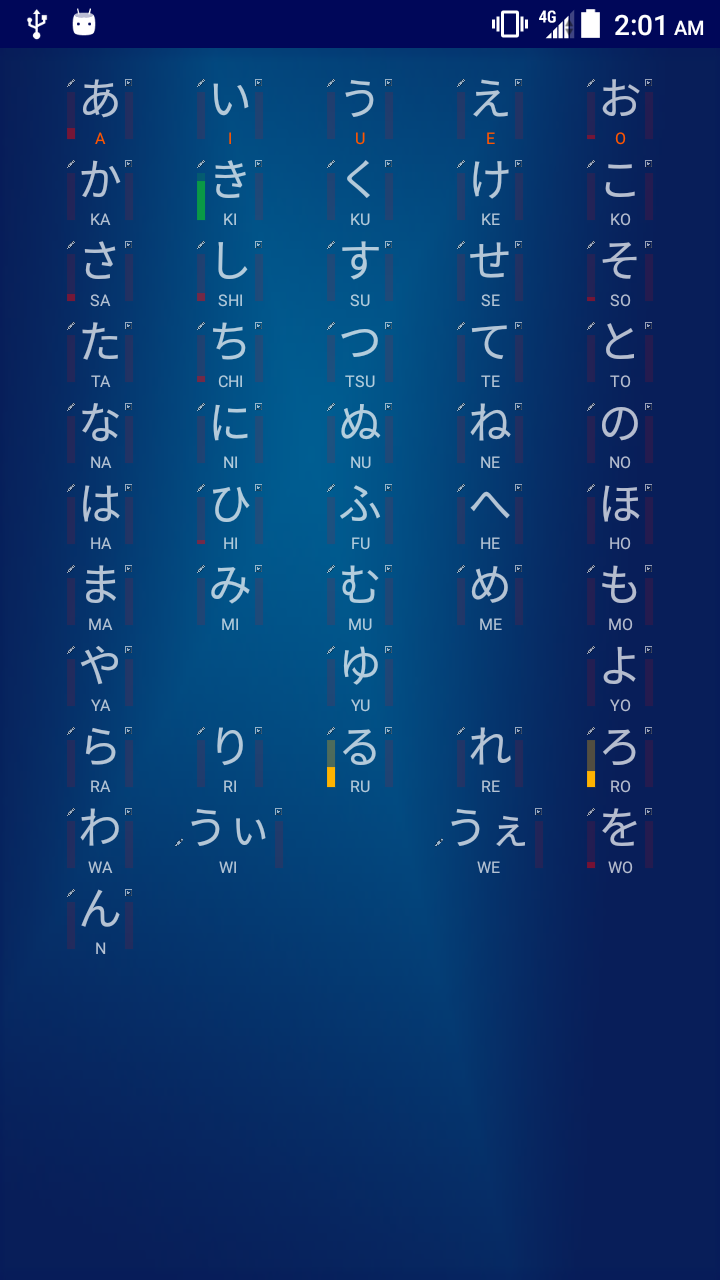 4G 2:01 AM
あ い う え お
A I U E O
か き く け こ
KA KI KU KE KO
さ し す せ そ
SA SHI SU SE SO
た ち つ て と
TA CHI TSU TE TO
な に ぬ ね の
NA NI NU NE NO
は ひ ふ へ ほ
HA HI FU HE HO
ま み む め も
MA MI MU ME MO
や ゆ よ
YA YU YO
ら り る れ ろ
RA RI RU RE RO
わ うぃ うぇ を
WA WI WE WO
ん
N